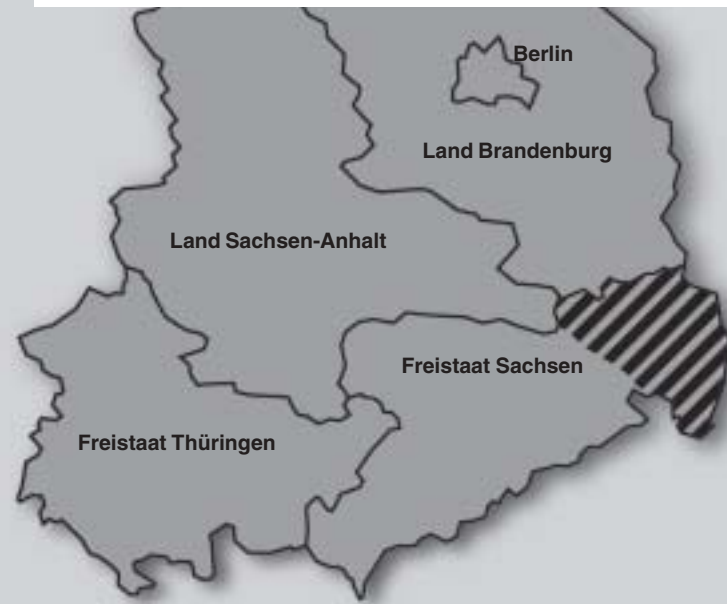 Berlin
Land Brandenburg
Land Sachsen-Anhalt
Freistaat Sachsen
Freistaat Thüringen